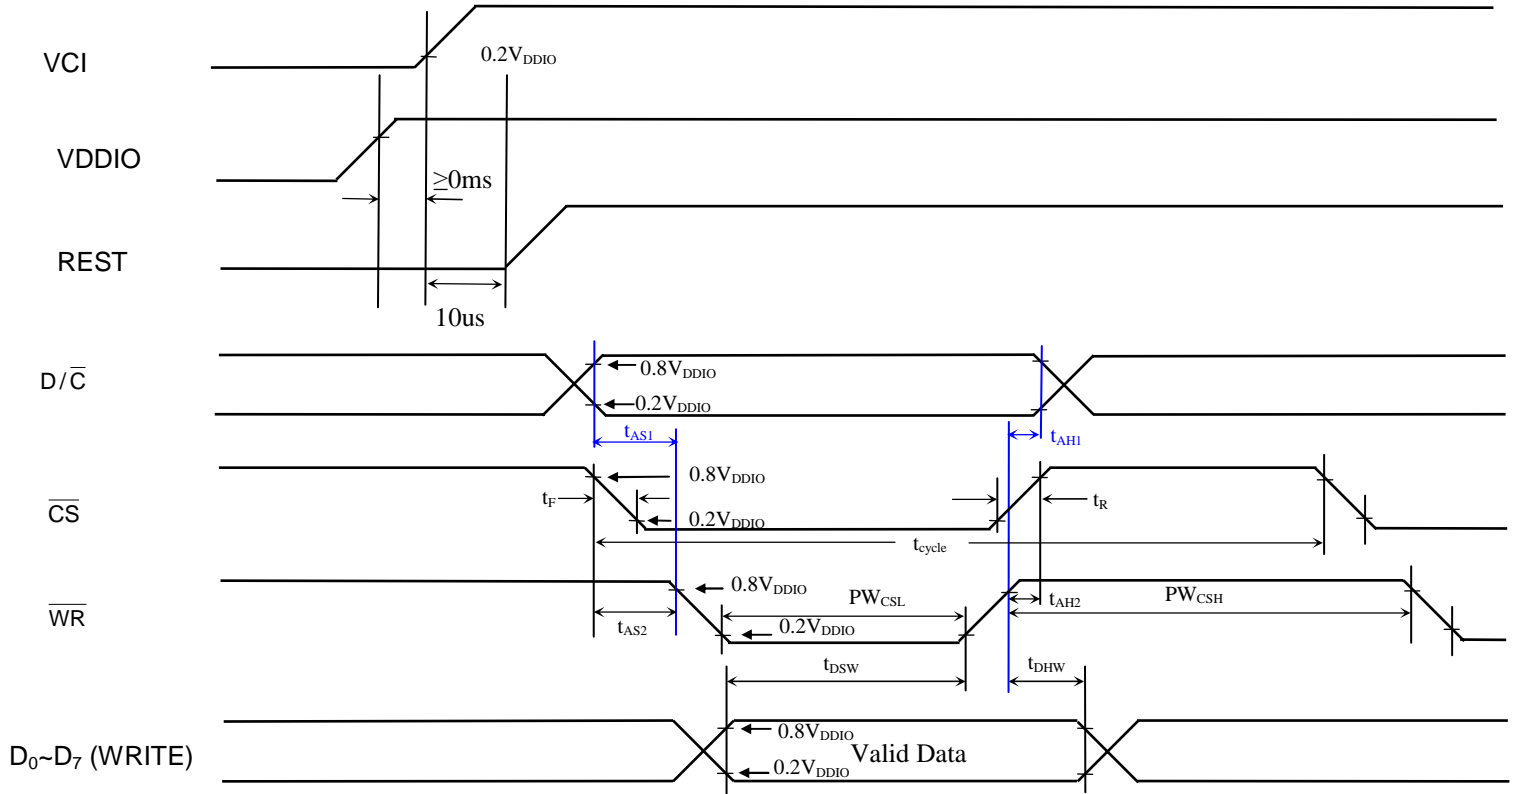 VCI
0.2VDDIO
VDDIO
≥0ms
REST
10us
D/C̅
0.8VDDIO
0.2VDDIO
tAS1
tAH1
C̅S̅
tF
0.8VDDIO
0.2VDDIO
tR
tcycle
W̅R̅
0.8VDDIO
PWCSL
PWCSH
tAS2
0.2VDDIO
tAH2
tDSW
tDHW
D0~D7 (WRITE)
0.8VDDIO
Valid Data
0.2VDDIO